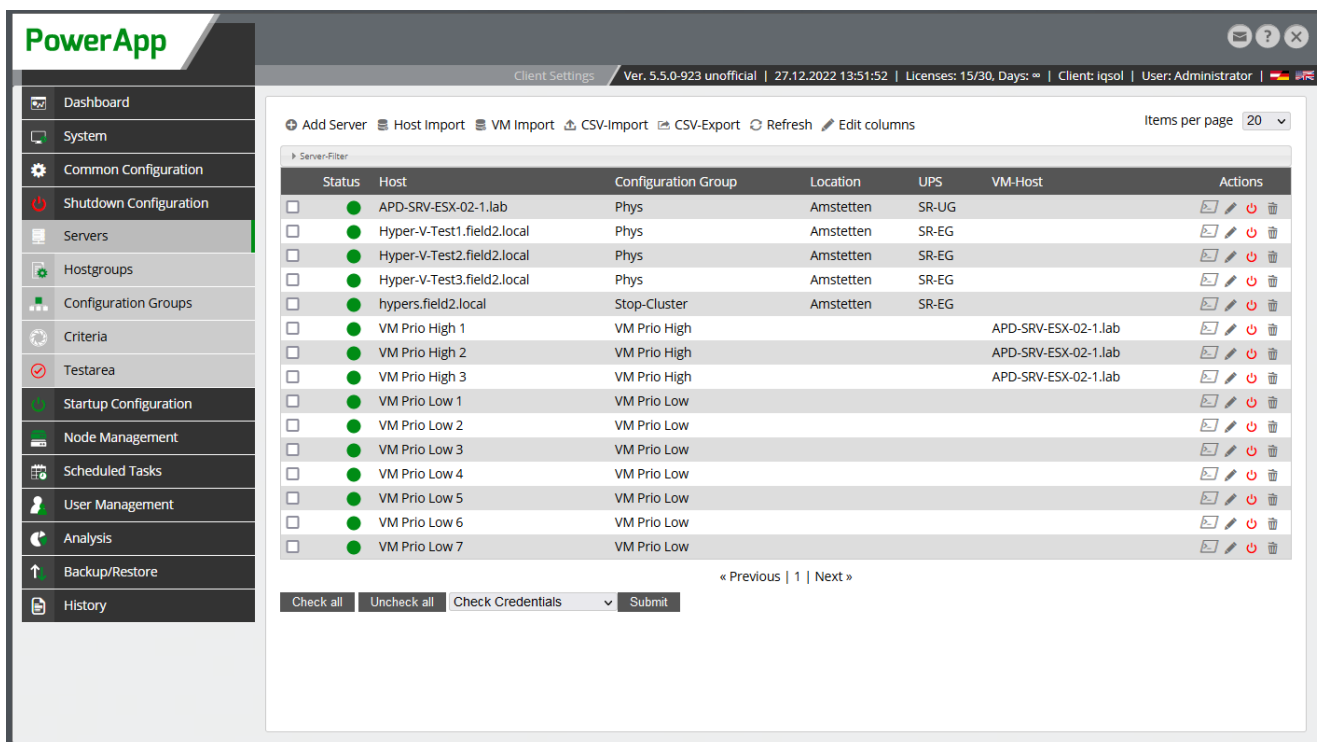 PowerApp
Client Settings
Ver. 5.5.0-923 unofficial | 27.12.2022 13:51:52 | Licenses: 15/30, Days: ∞ | Client: iqsol | User: Administrator |
Dashboard
System
Common Configuration
Shutdown Configuration
Servers
Hostgroups
Configuration Groups
Criteria
Testarea
Startup Configuration
Node Management
Scheduled Tasks
User Management
Analysis
Backup/Restore
History
Add Server Host Import VM Import CSV-Import CSV-Export Refresh Edit columns
Items per page 20
Server-Filter
Status Host Configuration Group Location UPS VM-Host Actions
APD-SRV-ESX-02-1.lab Phys Amstetten SR-UG
Hyper-V-Test1.field2.local Phys Amstetten SR-EG
Hyper-V-Test2.field2.local Phys Amstetten SR-EG
Hyper-V-Test3.field2.local Phys Amstetten SR-EG
hypers.field2.local Stop-Cluster Amstetten SR-EG
VM Prio High 1 VM Prio High APD-SRV-ESX-02-1.lab
VM Prio High 2 VM Prio High APD-SRV-ESX-02-1.lab
VM Prio High 3 VM Prio High APD-SRV-ESX-02-1.lab
VM Prio Low 1 VM Prio Low
VM Prio Low 2 VM Prio Low
VM Prio Low 3 VM Prio Low
VM Prio Low 4 VM Prio Low
VM Prio Low 5 VM Prio Low
VM Prio Low 6 VM Prio Low
VM Prio Low 7 VM Prio Low
« Previous | 1 | Next »
Check all Uncheck all Check Credentials Submit